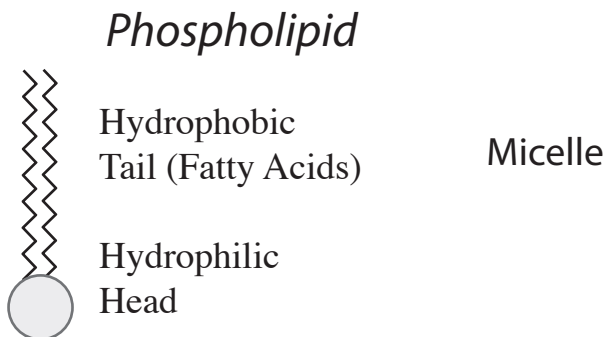 Phospholipid
Hydrophobic
Tail (Fatty Acids)
Micelle
Hydrophilic
Head